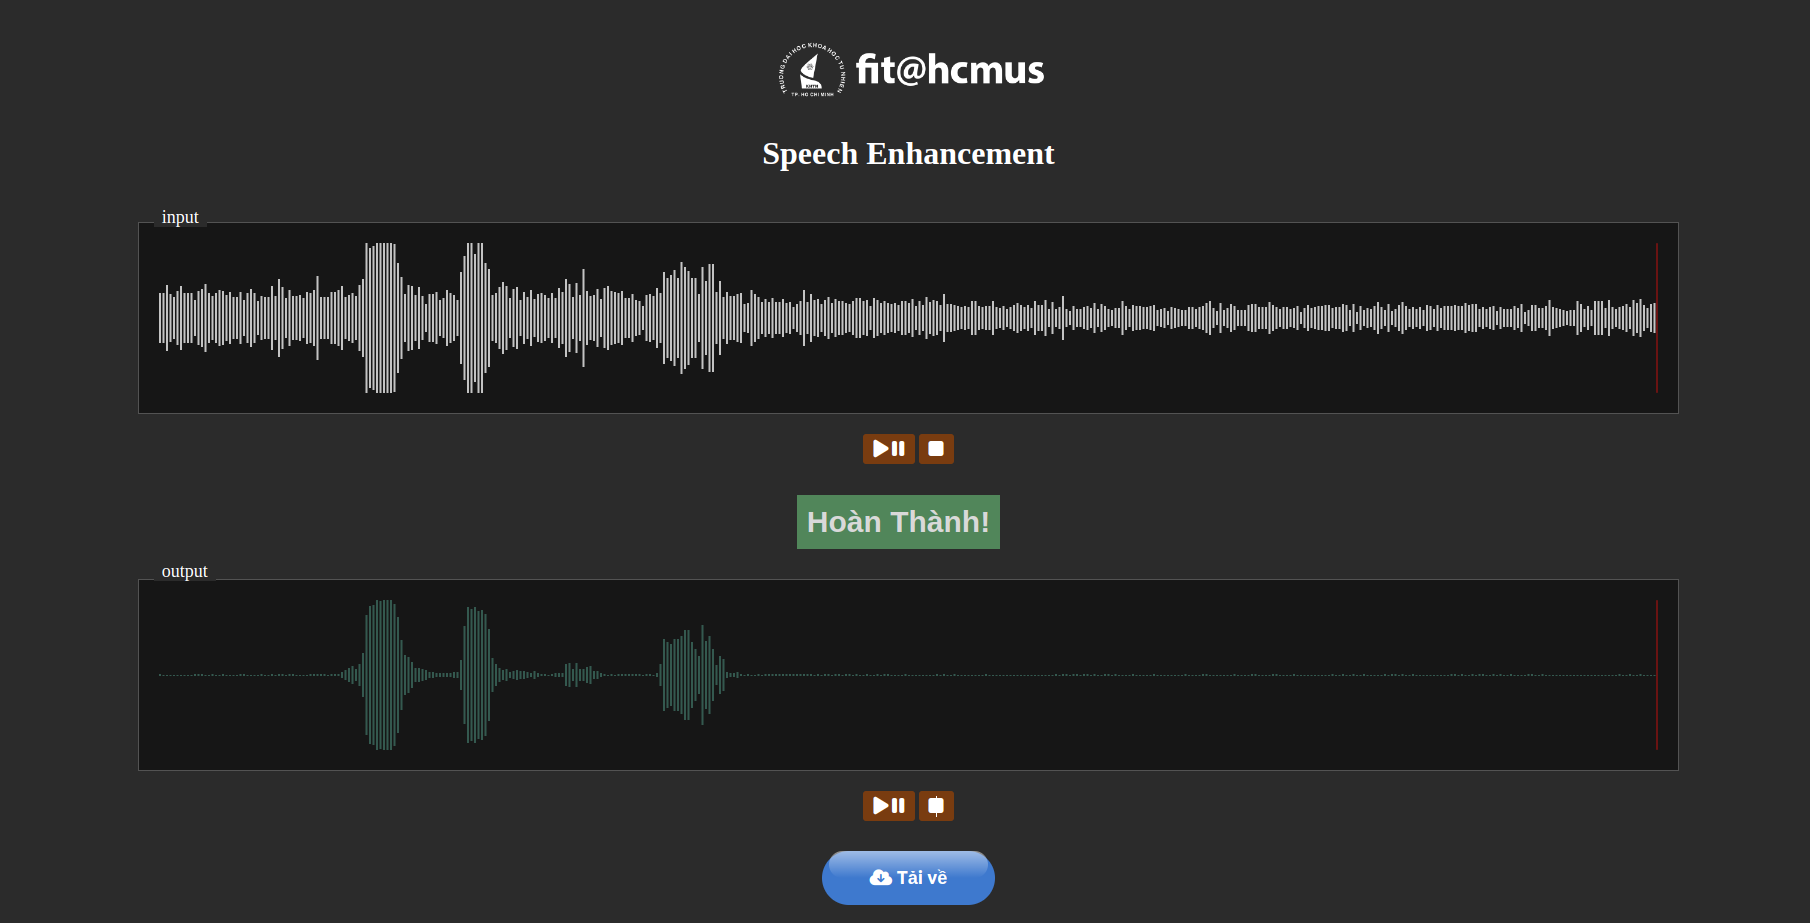 TRƯỜNG ĐẠI HỌC KHOA HỌC TỰ NHIÊN
TP. HỒ CHÍ MINH
fit@hcmus
Speech Enhancement
input
Hoàn Thành!
output
Tải về